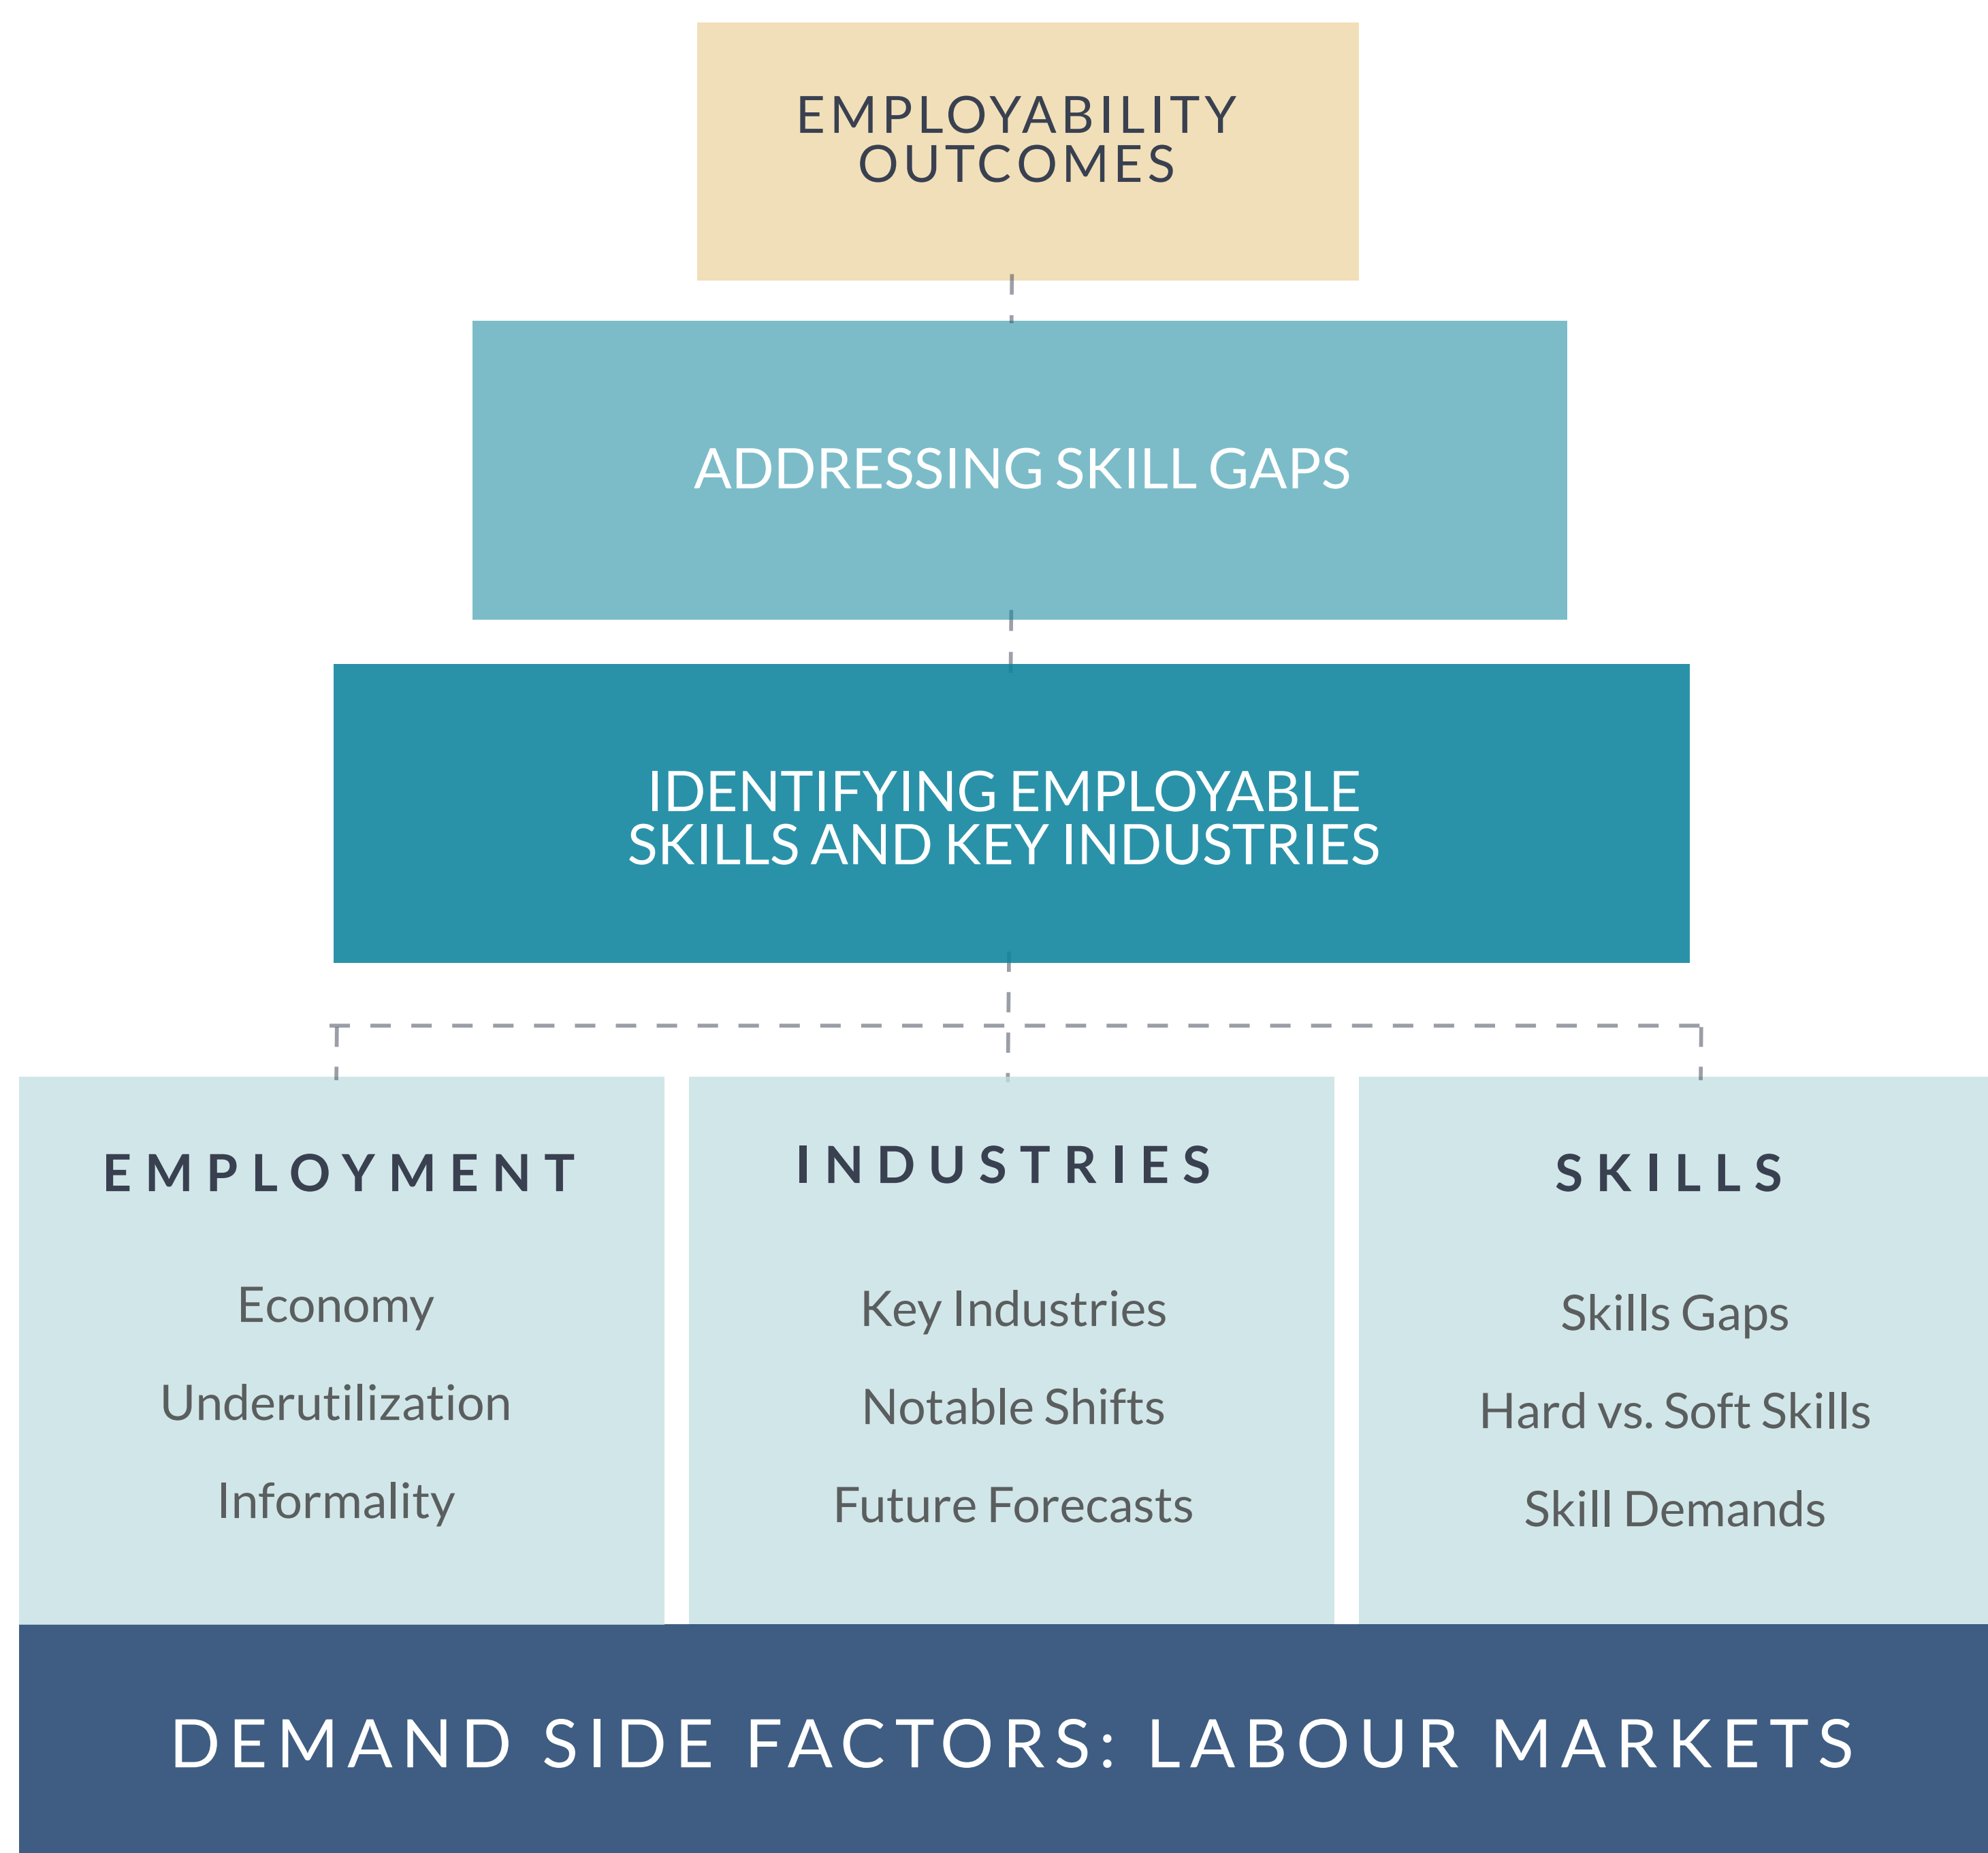 EMPLOYABILITY
OUTCOMES
ADDRESSING SKILL GAPS
IDENTIFYING EMPLOYABLE
SKILLS AND KEY INDUSTRIES
EMPLOYMENT
Economy
Underutilization
Informality
INDUSTRIES
Key Industries
Notable Shifts
Future Forecasts
SKILLS
Skills Gaps
Hard vs. Soft Skills
Skill Demands
DEMAND SIDE FACTORS: LABOUR MARKETS